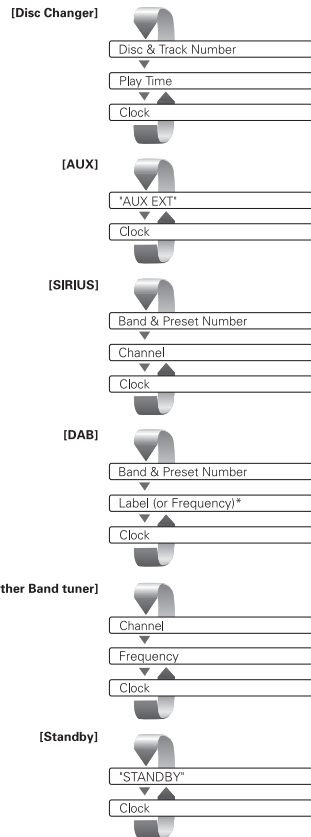 [Disc Changer]
Disc & Track Number
Play Time
Clock
[AUX]
"AUX EXT"
Clock
[SIRIUS]
Band & Preset Number
Channel
Clock
[DAB]
Band & Preset Number
Label (or Frequency)*
Clock
ther Band tuner]
Channel
Frequency
Clock
[Standby]
"STANDBY"
Clock